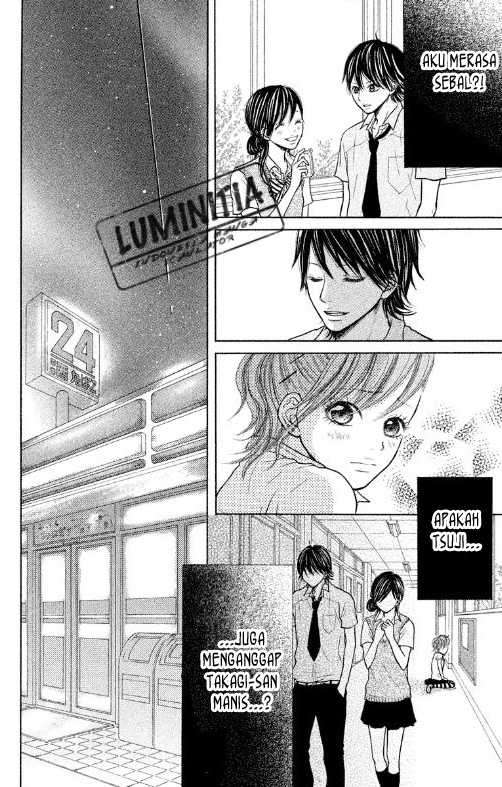 AKU MERASA
SEBAL?!
LUMINITIA
24
APAKAH
TSUJI...
...JUGA
MENGANGGAP
TAKAGI-SAN
MANIS...?